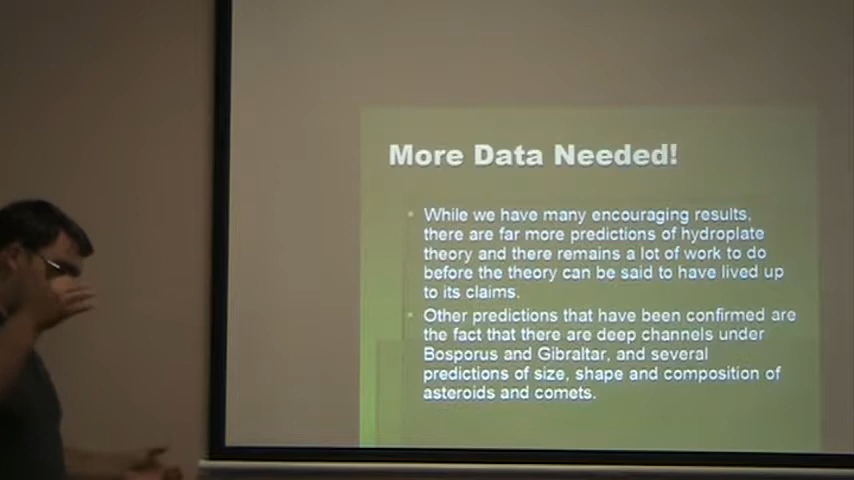 More Data Needed!
While we have many encouraging results,
there are far more predictions of hydroplate
theory and there remains a lot of work to do
before the theory can be said to have lived up
to its claims.
Other predictions that have been confirmed are
the fact that there are deep channels under
Bosporus and Gibraltar, and several
predictions of size, shape and composition of
asteroids and comets.